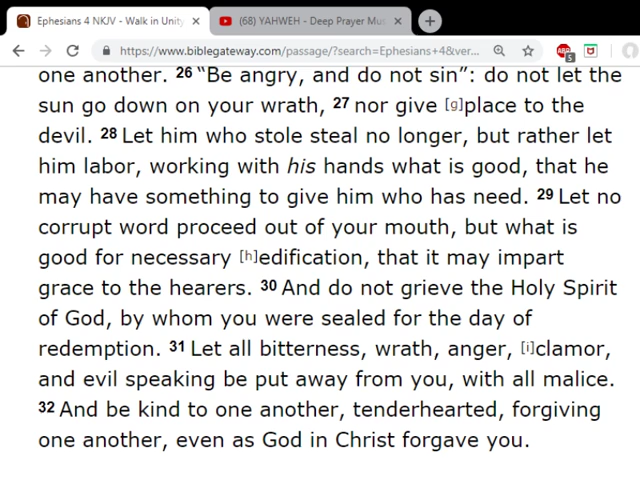 Ephesians 4 NKJV - Walk in Unity
(68) YAHWEH - Deep Prayer Mus
https://www.biblegateway.com/passage/?search=Ephesians+4&ver...
ABP
5
one another. 26 "Be angry, and do not sin": do not let the
sun go down on your wrath, 27 nor give [g]place to the
devil. 28 Let him who stole steal no longer, but rather let
him labor, working with his hands what is good, that he
may have something to give him who has need. 29 Let no
corrupt word proceed out of your mouth, but what is
good for necessary [h]edification, that it may impart
grace to the hearers. 30 And do not grieve the Holy Spirit
of God, by whom you were sealed for the day of
redemption. 31 Let all bitterness, wrath, anger, [i]clamor,
and evil speaking be put away from you, with all malice.
32 And be kind to one another, tenderhearted, forgiving
one another, even as God in Christ forgave you.